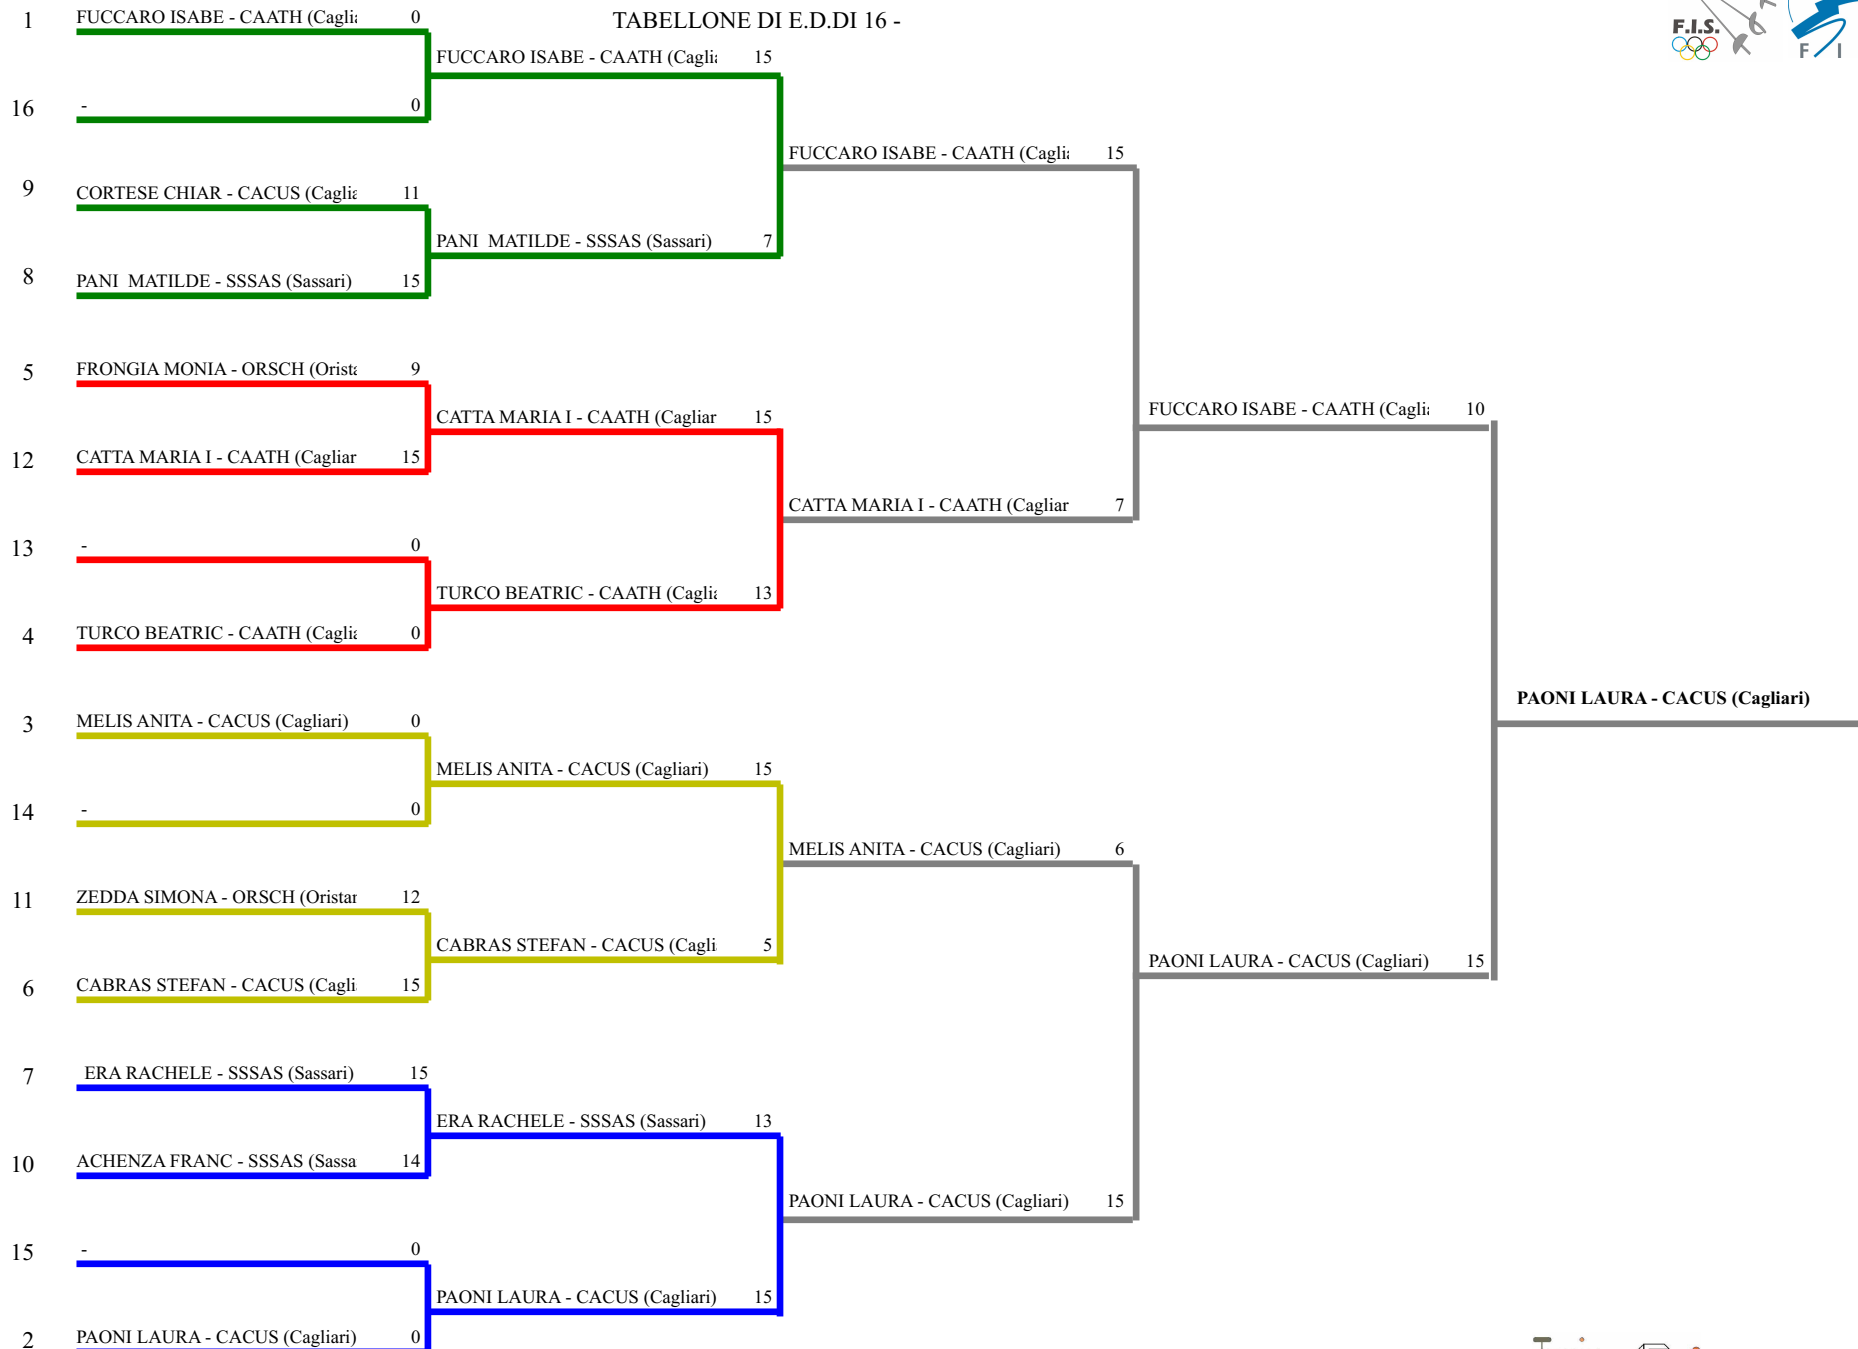 TABELLONE DI E.D.DI 16 -
F.I.S.
F I
1 FUCCARO ISABE - CAATH (Cagli 0
FUCCARO ISABE - CAATH (Cagli 15
16 - 0
FUCCARO ISABE - CAATH (Cagli 15
9 CORTESE CHIAR - CACUS (Caglia 11
PANI MATILDE - SSSAS (Sassari) 7
8 PANI MATILDE - SSSAS (Sassari) 15
5 FRONGIA MONIA - ORSCH (Orista 9
CATTA MARIA I - CAATH (Cagliar 15
FUCCARO ISABE - CAATH (Cagli 10
12 CATTA MARIA I - CAATH (Cagliar 15
CATTA MARIA I - CAATH (Cagliar 7
13 - 0
TURCO BEATRIC - CAATH (Caglia 13
4 TURCO BEATRIC - CAATH (Caglia 0
PAONI LAURA - CACUS (Cagliari)
3 MELIS ANITA - CACUS (Cagliari) 0
MELIS ANITA - CACUS (Cagliari) 15
14 - 0
MELIS ANITA - CACUS (Cagliari) 6
11 ZEDDA SIMONA - ORSCH (Oristar 12
CABRAS STEFAN - CACUS (Cagli 5
PAONI LAURA - CACUS (Cagliari) 15
6 CABRAS STEFAN - CACUS (Cagli 15
7 ERA RACHELE - SSSAS (Sassari) 15
ERA RACHELE - SSSAS (Sassari) 13
10 ACHENZA FRANC - SSSAS (Sassa 14
PAONI LAURA - CACUS (Cagliari) 15
15 - 0
PAONI LAURA - CACUS (Cagliari) 15
2 PAONI LAURA - CACUS (Cagliari) 0